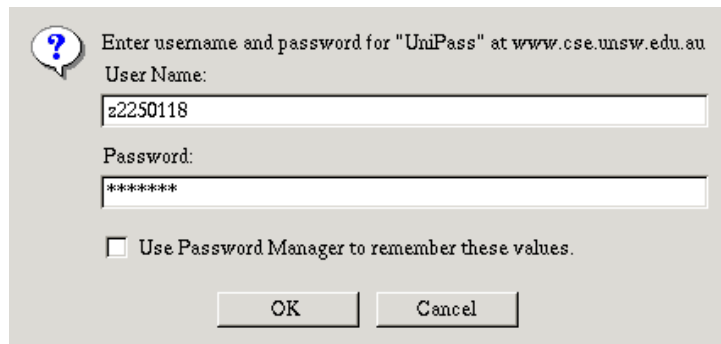 Enter username and password for "UniPass" at www.cse.unsw.edu.au
User Name:
z2250118
Password:
*******
Use Password Manager to remember these values.
OK Cancel